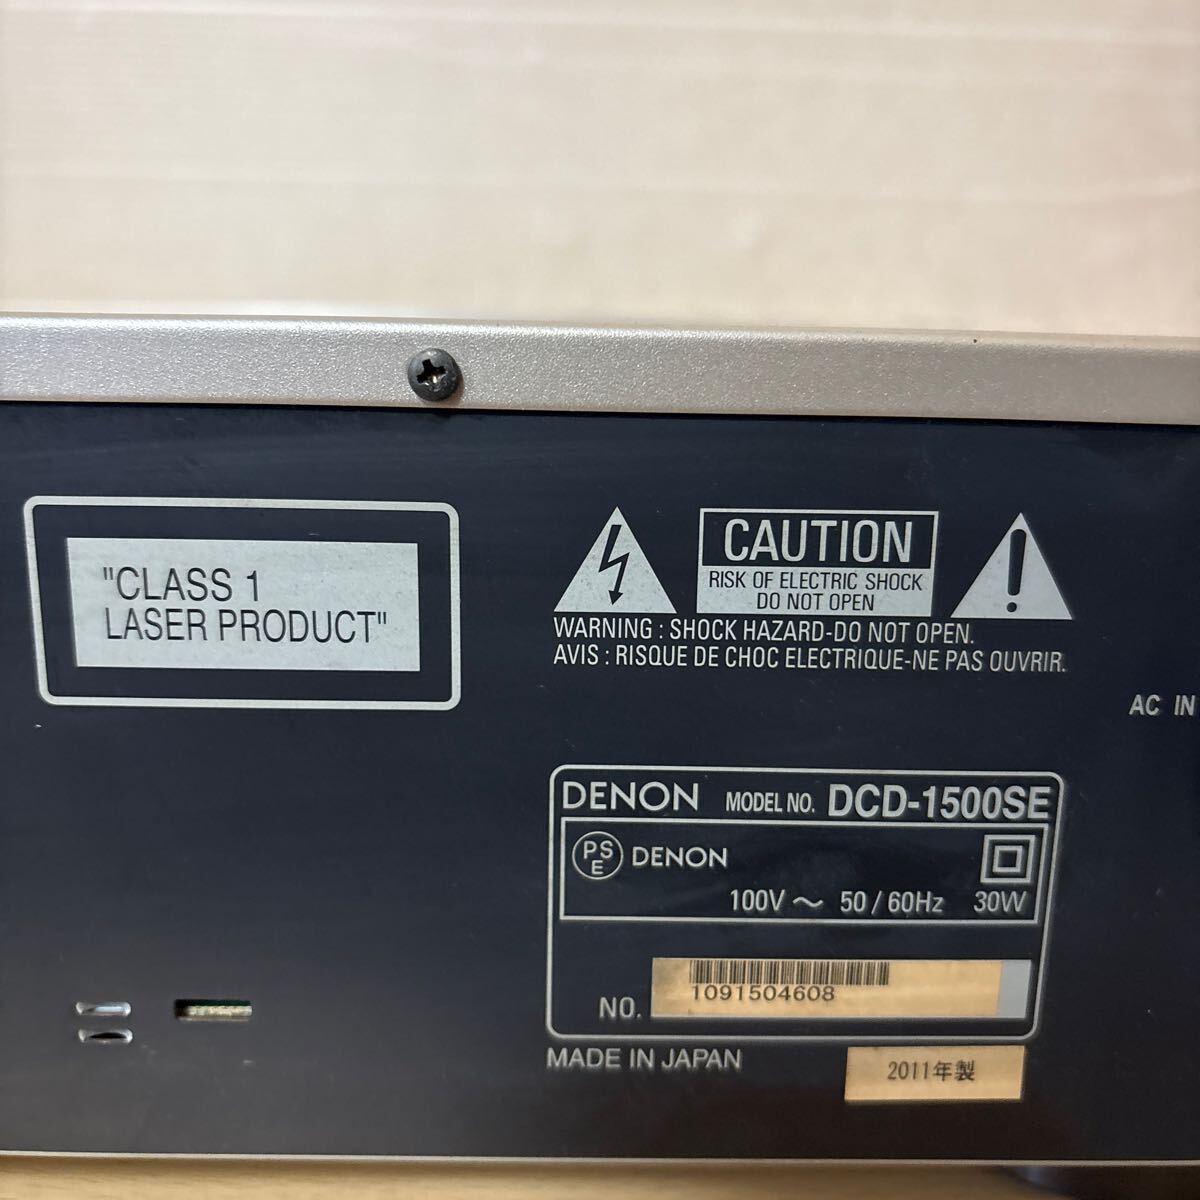 "CLASS 1
LASER PRODUCT"
CAUTION
RISK OF ELECTRIC SHOCK
DO NOT OPEN
WARNING : SHOCK HAZARD-DO NOT OPEN.
AVIS : RISQUE DE CHOC ELECTRIQUE-NE PAS OUVRIR.
AC IN
DENON MODEL NO. DCD-1500SE
PSE DENON
100V ～ 50 / 60Hz 30W
NO. 1091504608
MADE IN JAPAN
2011年製